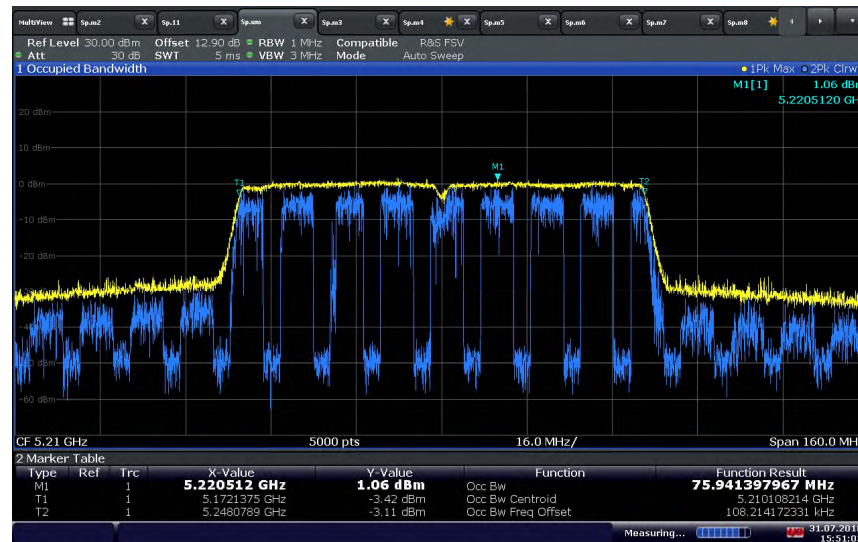 MultiView Sp.m2 X Sp.11 X Sp.um X Sp.m3 X Sp.m4 X Sp.m5 X Sp.m6 X Sp.m7 X Sp.m8
Ref Level 30.00 dBm Offset 12.90 dB RBW 1 MHz Compatible R&S FSV
Att 30 dB SWT 5 ms VBW 3 MHz Mode Auto Sweep
1 Occupied Bandwidth 1Pk Max 2Pk Clrw
M1[1] 1.06 dB
5.2205120 GH
20 dBm
10 dBm
M1
T1 T2
0 dBm
-10 dBm
-20 dBm
-60 dBm
CF 5.21 GHz 5000 pts 16.0 MHz/ Span 160.0 MH
2 Marker Table
Type Ref Trc X-Value Y-Value Function Function Result
M1 1 5.220512 GHz 1.06 dBm Occ Bw 75.941397967 MHz
T1 1 5.1721375 GHz -3.42 dBm Occ Bw Centroid 5.210108214 GHz
T2 1 5.2480789 GHz -3.11 dBm Occ Bw Freq Offset 108.214172331 kHz
Measuring... 31.07.201
15:51:0